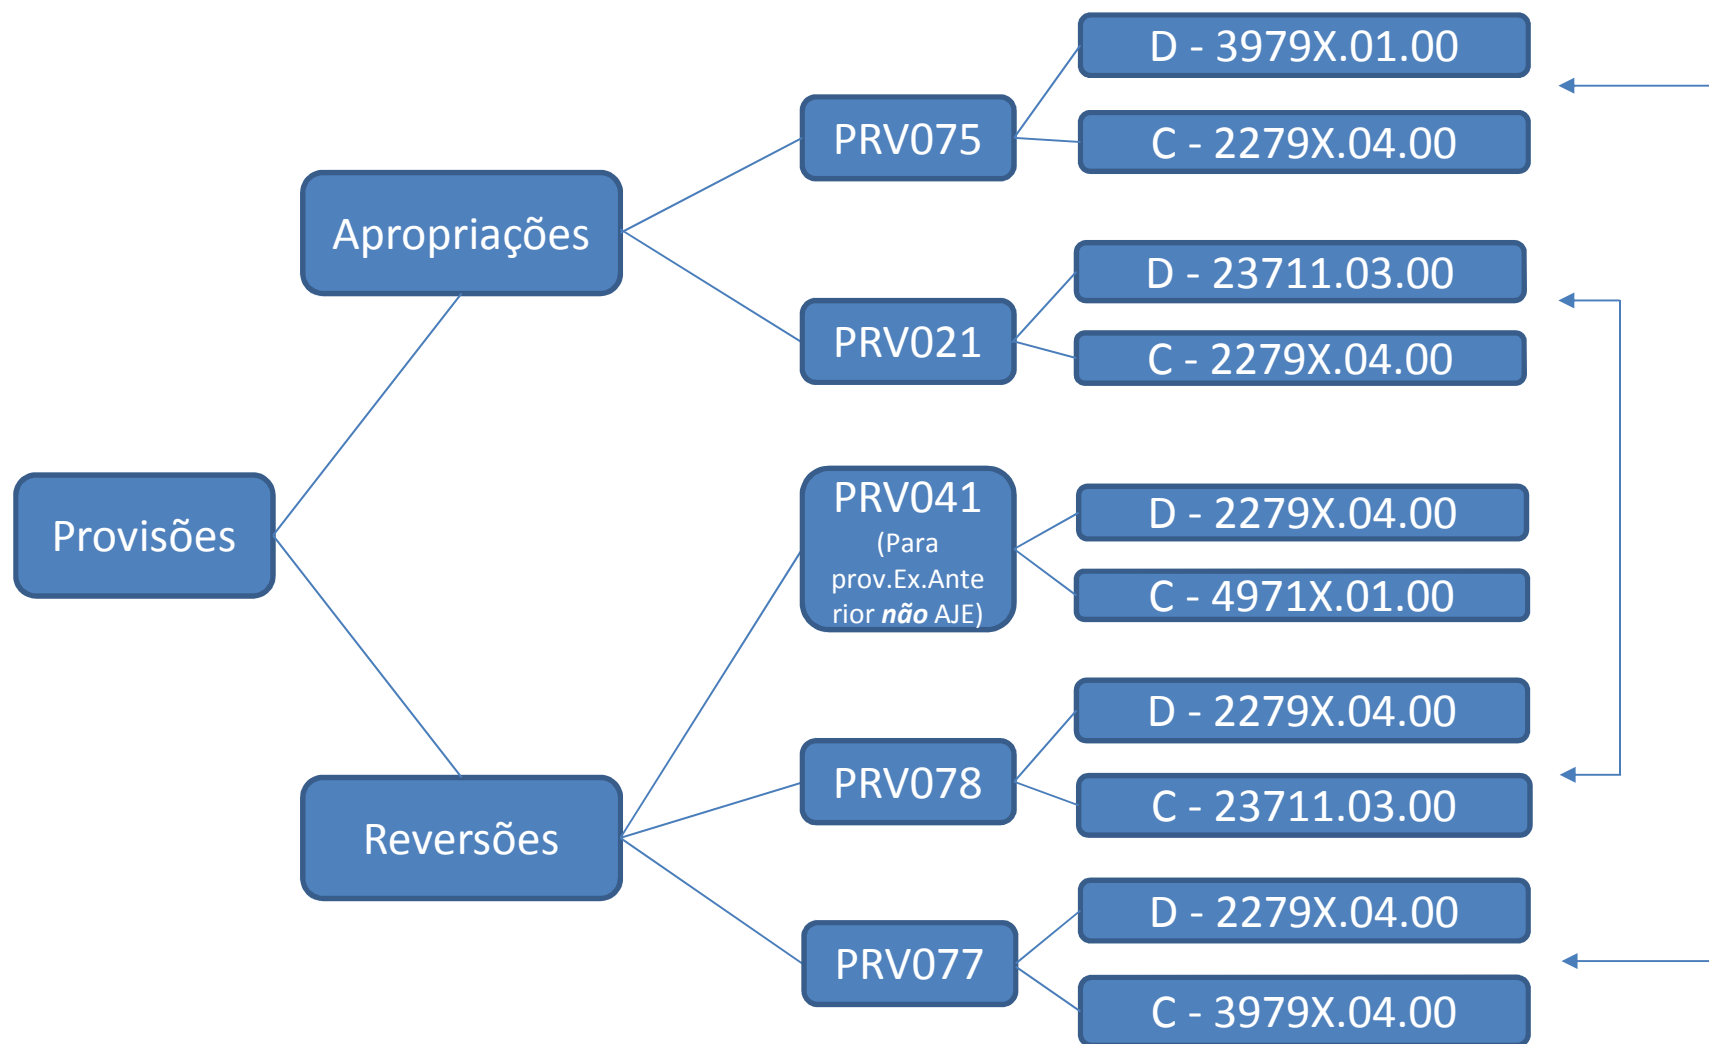 D - 3979X.01.00
PRV075
C - 2279X.04.00
Apropriações
D - 23711.03.00
PRV021
C - 2279X.04.00
Provisões
PRV041
(Para
prov.Ex.Ante
rior não AJE)
D - 2279X.04.00
C - 4971X.01.00
D - 2279X.04.00
PRV078
C - 23711.03.00
Reversões
D - 2279X.04.00
PRV077
C - 3979X.04.00